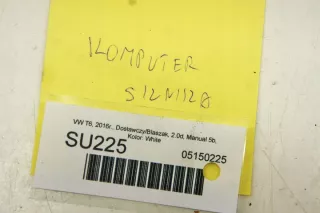 KOMPUTER
SILNIKA
VW T6, 2016r., Dostawczy/Blaszak, 2.0d, Manual 5b,
Kolor: White
SU225
05150225